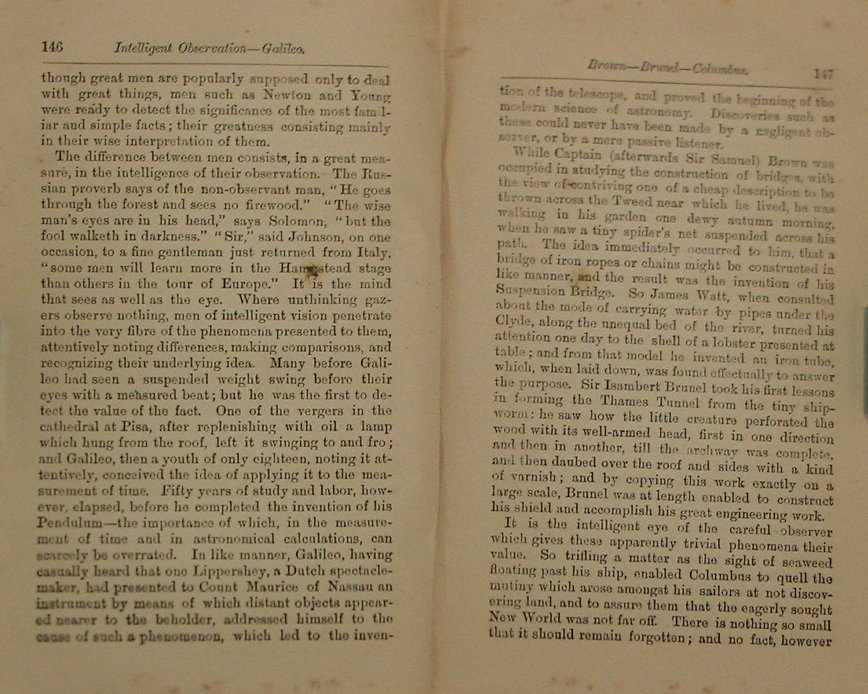 146 Intelligent Observation—Galileo.
though great men are popularly supposed only to deal
with great things, men such as Newton and Young
were ready to detect the significance of the most famil-
iar and simple facts; their greatness consisting mainly
in their wise interpretation of them.
The difference between men consists, in a great mea-
sure, in the intelligence of their observation. The Rus-
sian proverb says of the non-observant man, "He goes
through the forest and sees no firewood." "The wise
man's eyes are in his head," says Solomon, "but the
fool walketh in darkness." "Sir," said Johnson, on one
occasion, to a fine gentleman just returned from Italy,
"some men will learn more in the Hampstead stage
than others in the tour of Europe." It is the mind
that sees as well as the eye. Where unthinking gaz-
ers observe nothing, men of intelligent vision penetrate
into the very fibre of the phenomena presented to them,
attentively noting differences, making comparisons, and
recognizing their underlying idea. Many before Gali-
leo had seen a suspended weight swing before their
eyes with a measured beat; but he was the first to de-
tect the value of the fact. One of the vergers in the
cathedral at Pisa, after replenishing with oil a lamp
which hung from the roof, left it swinging to and fro;
and Galileo, then a youth of only eighteen, noting it at-
tentively, conceived the idea of applying it to the mea-
surement of time. Fifty years of study and labor, how-
ever, elapsed, before he completed the invention of his
Pendulum—the importance of which, in the measure-
ment of time and in astronomical calculations, can
scarcely be overrated. In like manner, Galileo, having
casually heard that one Lippershey, a Dutch spectacle-
maker, had presented to Count Maurice of Nassau an
instrument by means of which distant objects appear-
ed nearer to the beholder, addressed himself to the
cause of such a phenomenon, which led to the inven-
Brown—Brunel—Columbus. 147
tion of the telescope, and proved the beginning of the
modern science of astronomy. Discoveries such as
these could never have been made by a negligent ob-
server, or by a mere passive listener.
While Captain (afterwards Sir Samuel) Brown was
occupied in studying the construction of bridges, with
the view of contriving one of a cheap description to be
thrown across the Tweed near which he lived, he was
walking in his garden one dewy autumn morning,
when he saw a tiny spider's net suspended across his
path. The idea immediately occurred to him, that a
bridge of iron ropes or chains might be constructed in
like manner, and the result was the invention of his
Suspension Bridge. So James Watt, when consulted
about the mode of carrying water by pipes under the
Clyde, along the unequal bed of the river, turned his
attention one day to the shell of a lobster presented at
table; and from that model he invented an iron tube,
which, when laid down, was found effectually to answer
the purpose. Sir Isambert Brunel took his first lessons
in forming the Thames Tunnel from the tiny ship-
worm: he saw how the little creature perforated the
wood with its well-armed head, first in one direction
and then in another, till the archway was complete,
and then daubed over the roof and sides with a kind
of varnish; and by copying this work exactly on a
large scale, Brunel was at length enabled to construct
his shield and accomplish his great engineering work.
It is the intelligent eye of the careful observer
which gives these apparently trivial phenomena their
value. So trifling a matter as the sight of seaweed
floating past his ship, enabled Columbus to quell the
mutiny which arose amongst his sailors at not discov-
ering land, and to assure them that the eagerly sought
New World was not far off. There is nothing so small
that it should remain forgotten; and no fact, however